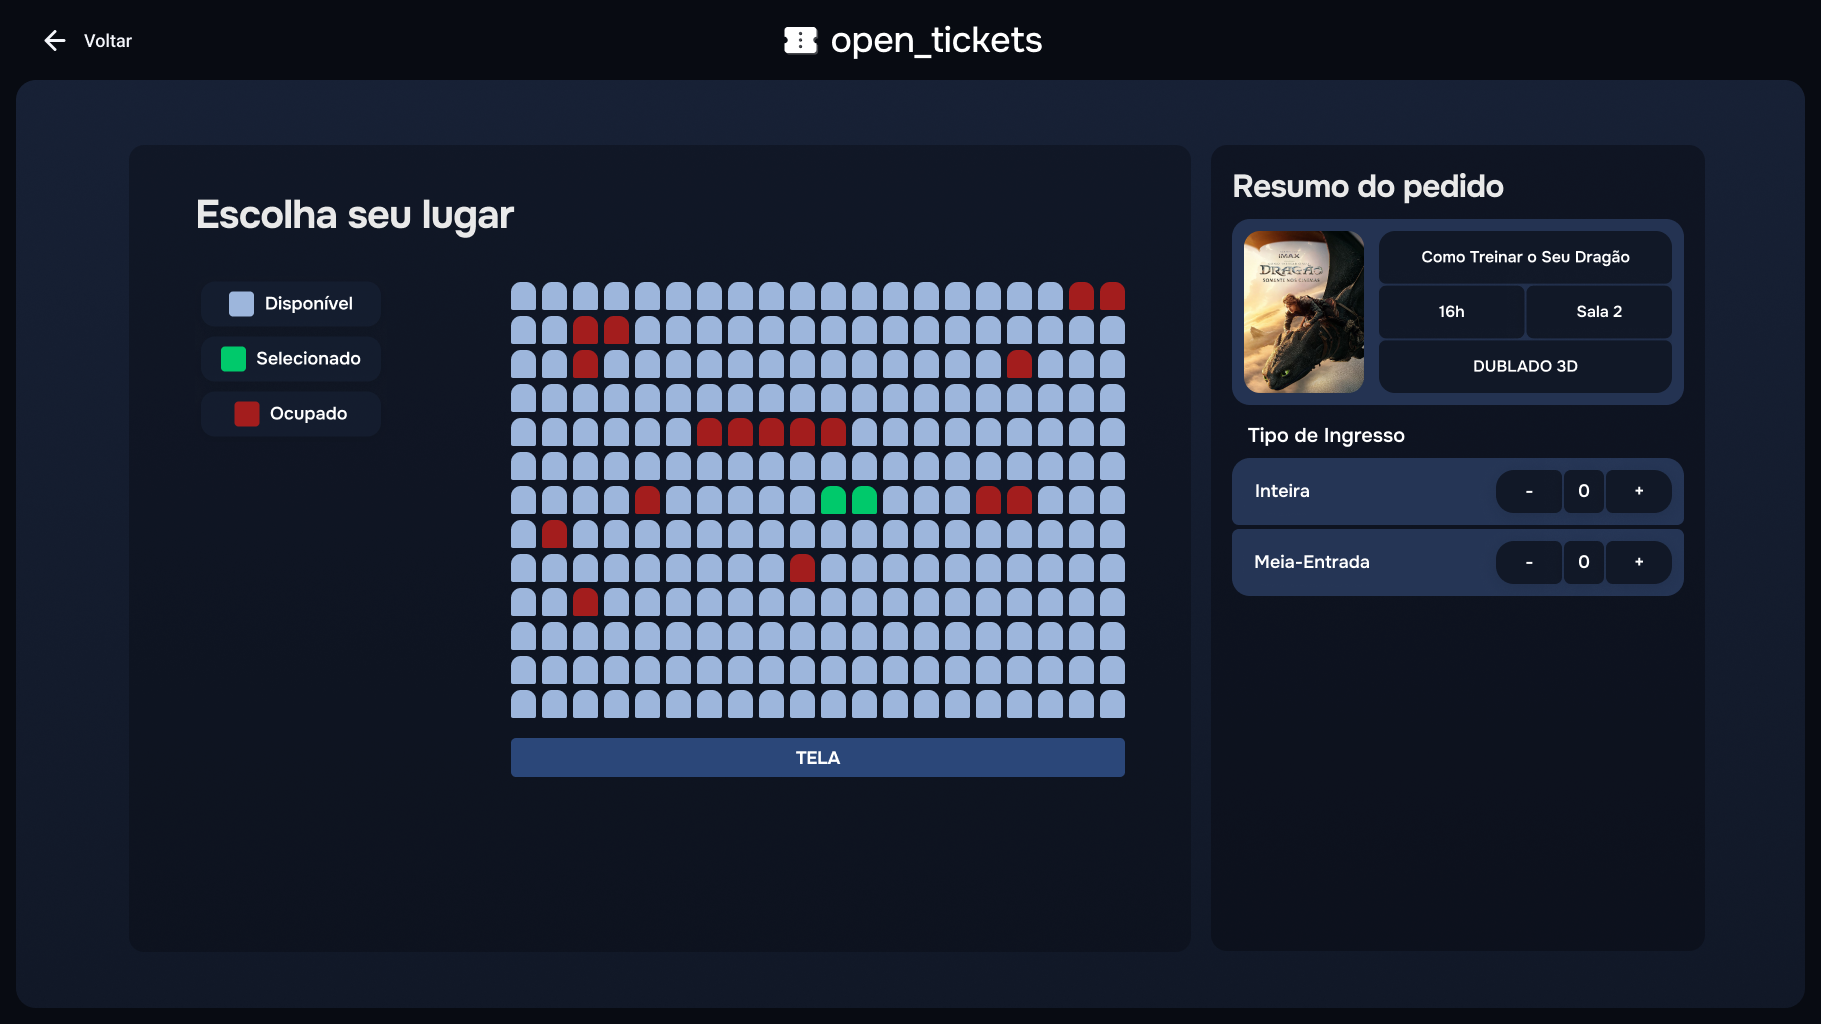 Voltar
open_tickets
Escolha seu lugar
Disponível
Selecionado
Ocupado
TELA
Resumo do pedido
IMAX
DRAGÃO
SOMENTE NOS CINEMAS
Como Treinar o Seu Dragão
16h
Sala 2
DUBLADO 3D
Tipo de Ingresso
Inteira
- 0 +
Meia-Entrada
- 0 +